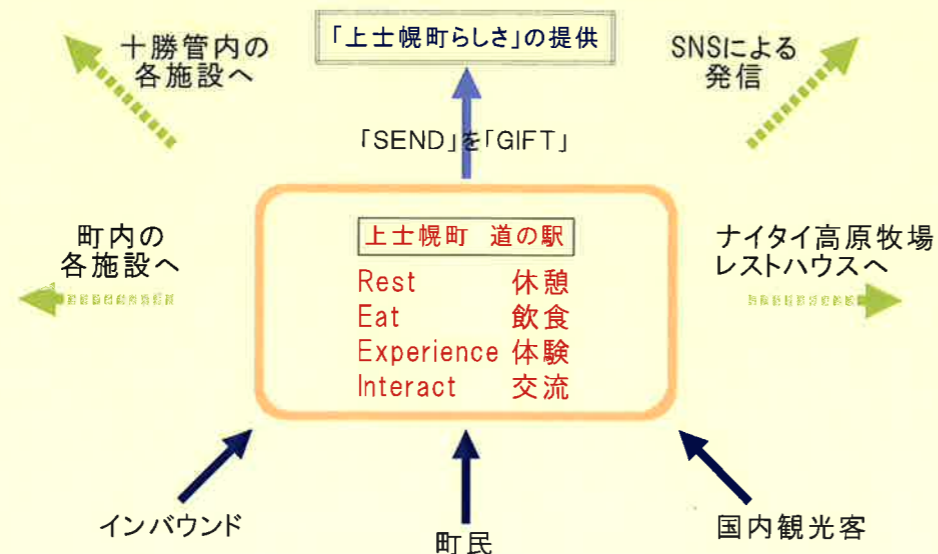 十勝管内の
各施設へ
「上士幌町らしさ」の提供
SNSによる
発信
「SEND」を「GIFT」
町内の
各施設へ
上士幌町 道の駅
Rest 休憩
Eat 飲食
Experience 体験
Interact 交流
ナイタイ高原牧場
レストハウスへ
インバウンド
町民
国内観光客